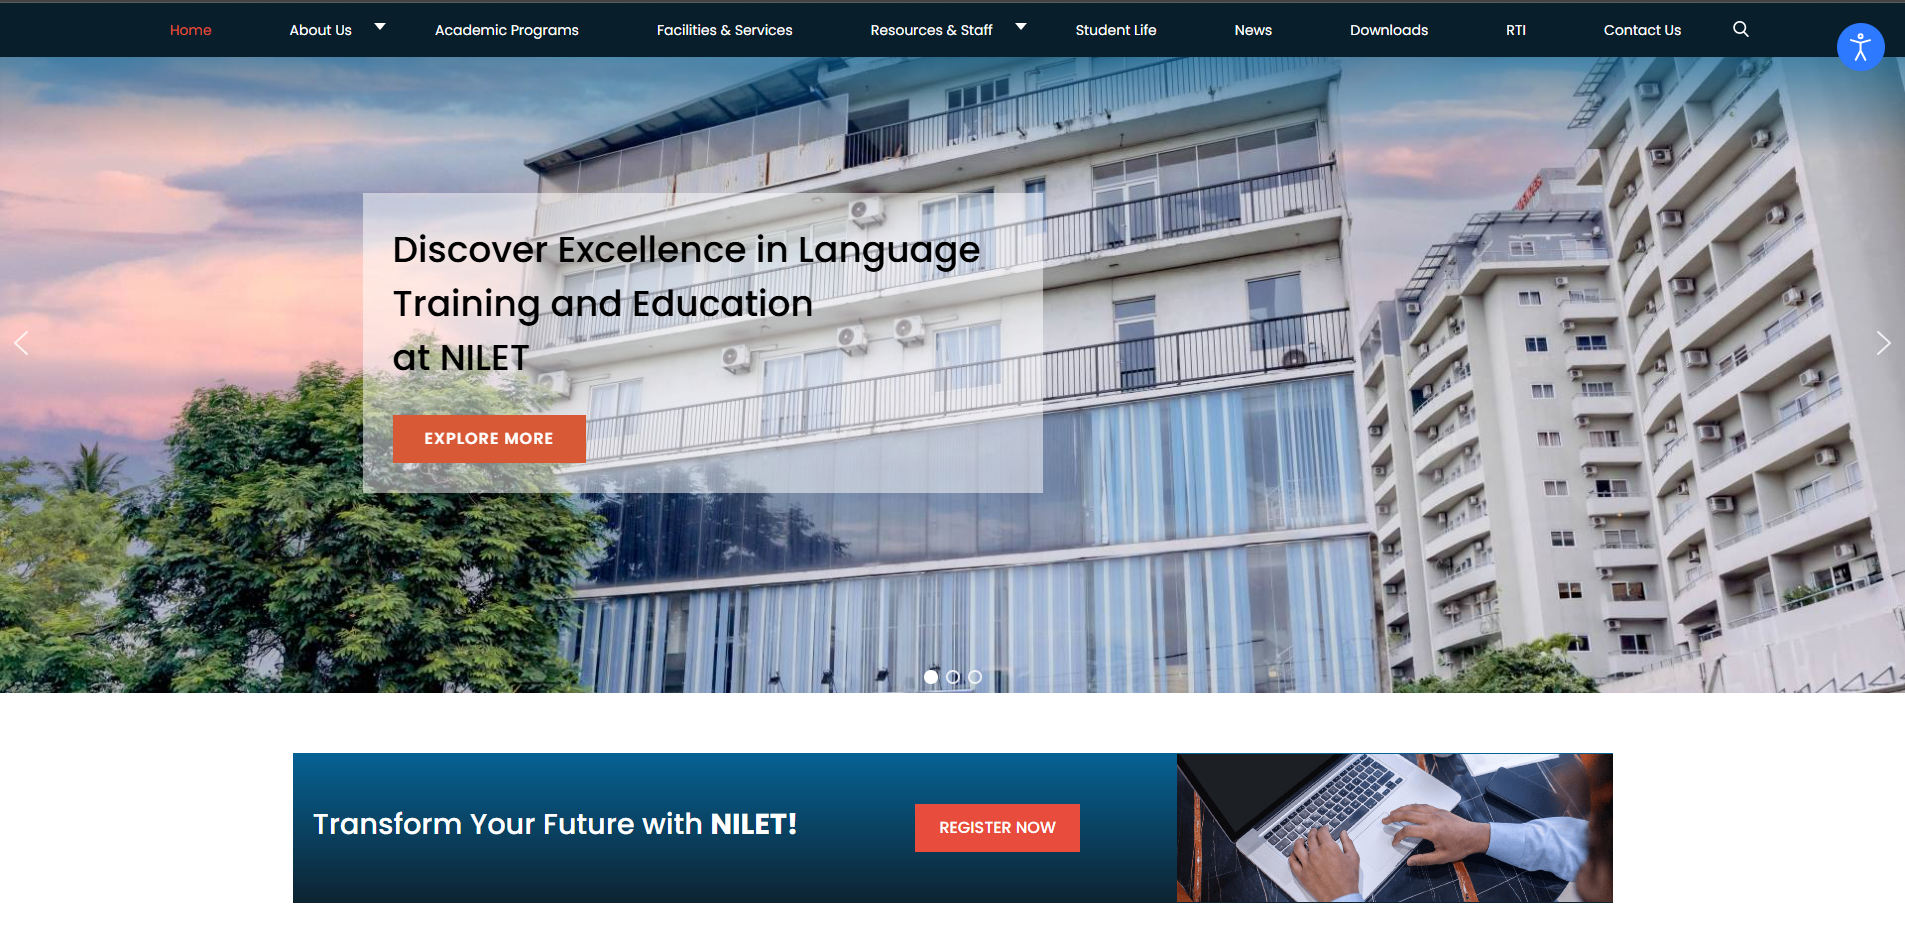 Home About Us Academic Programs Facilities & Services Resources & Staff Student Life News Downloads RTI Contact Us
Discover Excellence in Language
Training and Education
at NILET
EXPLORE MORE
Transform Your Future with NILET!
REGISTER NOW